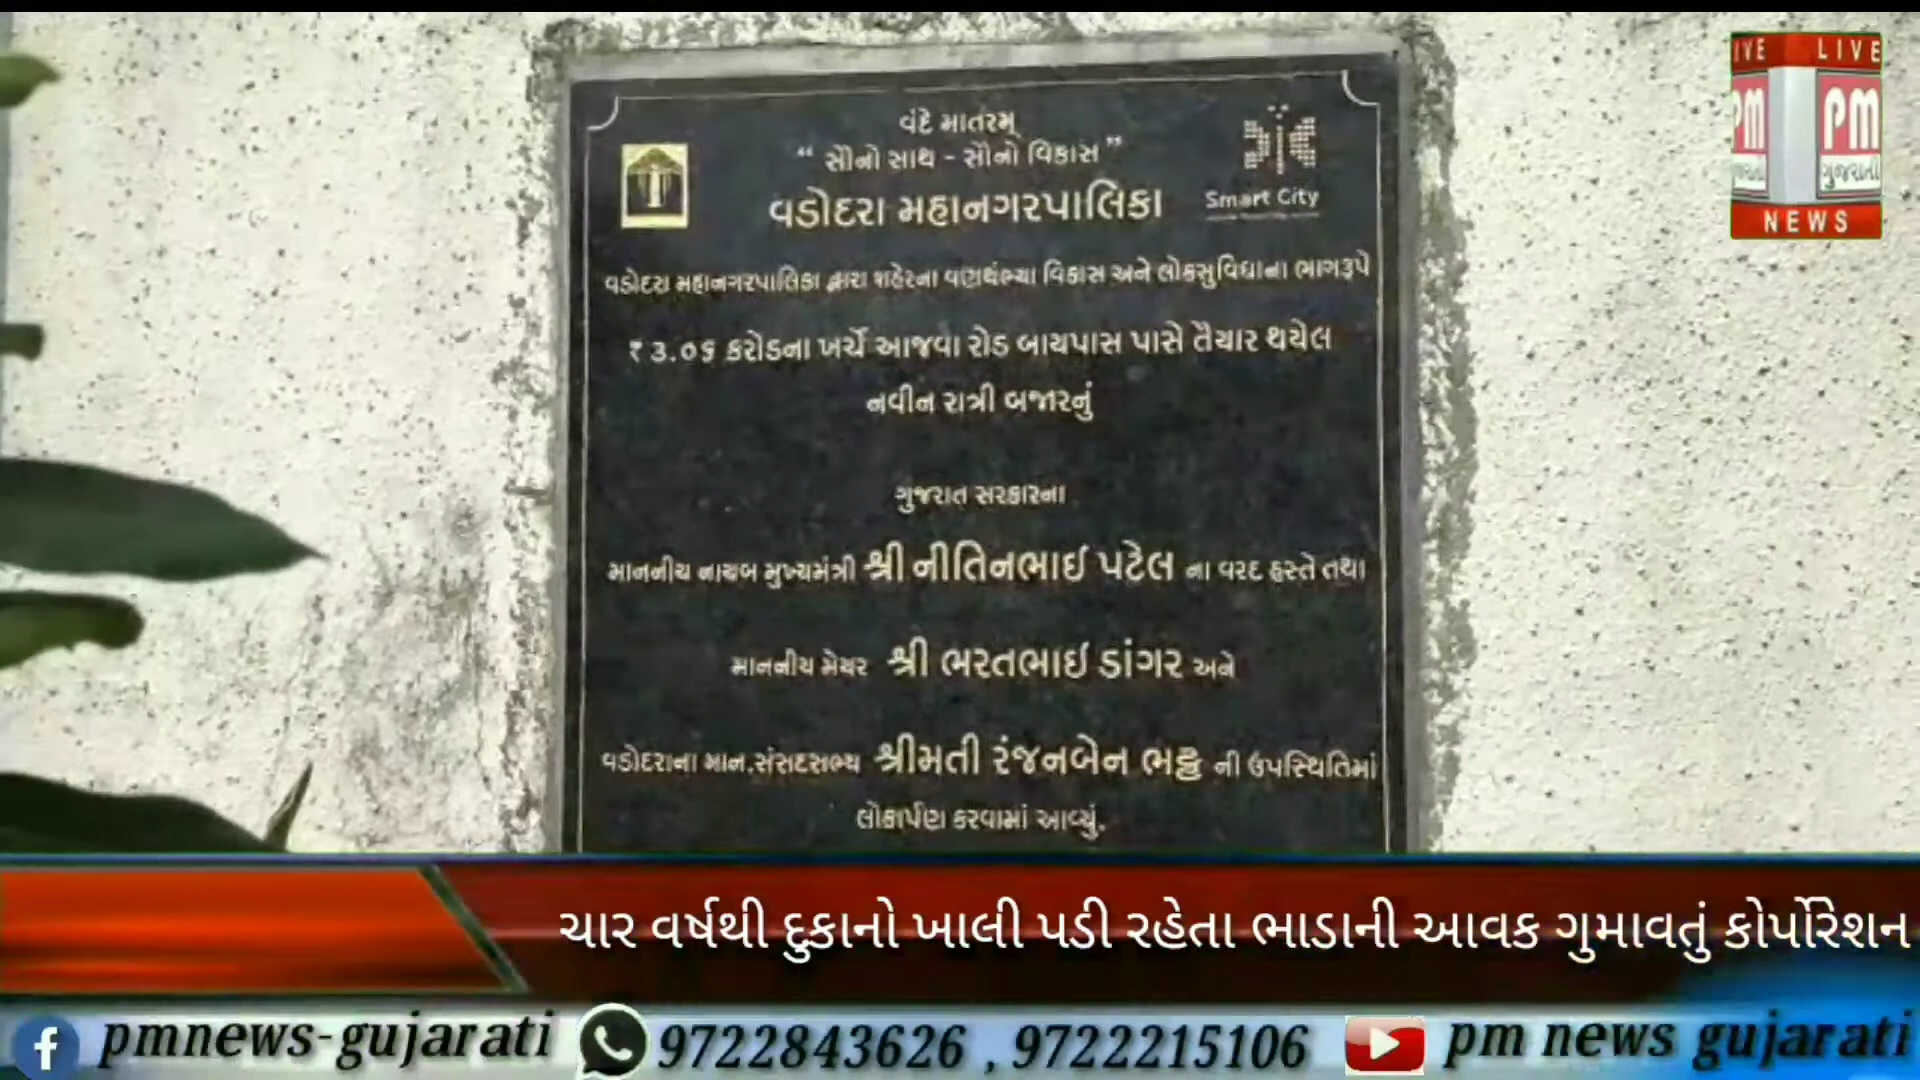 વંદે માતરમ્
“ સૌનો સાથ - સૌનો વિકાસ ”
વડોદરા મહાનગરપાલિકા
Smart City
વડોદરા મહાનગરપાલિકા દ્વારા શહેરના વણથંભ્યા વિકાસ અને લોકસુવિધાના ભાગરૂપે
₹ ૩.૦૬ કરોડના ખર્ચે આજવા રોડ બાયપાસ પાસે તૈયાર થયેલ
નવીન રાત્રી બજારનું
ગુજરાત સરકારના
માનનીય નાયબ મુખ્યમંત્રી શ્રી નીતિનભાઈ પટેલ ના વરદ હસ્તે તથા
માનનીય મેયર શ્રી ભરતભાઈ ડાંગર અને
વડોદરાના માન.સંસદસભ્ય શ્રીમતી રંજનબેન ભટ્ટ ની ઉપસ્થિતિમાં
લોકાર્પણ કરવામાં આવ્યું.
LIVE
PM
ગુજરાતી
NEWS
ચાર વર્ષથી દુકાનો ખાલી પડી રહેતા ભાડાની આવક ગુમાવતું કોર્પોરેશન
pmnews-gujarati 9722843626 , 9722215106 pm news gujarati